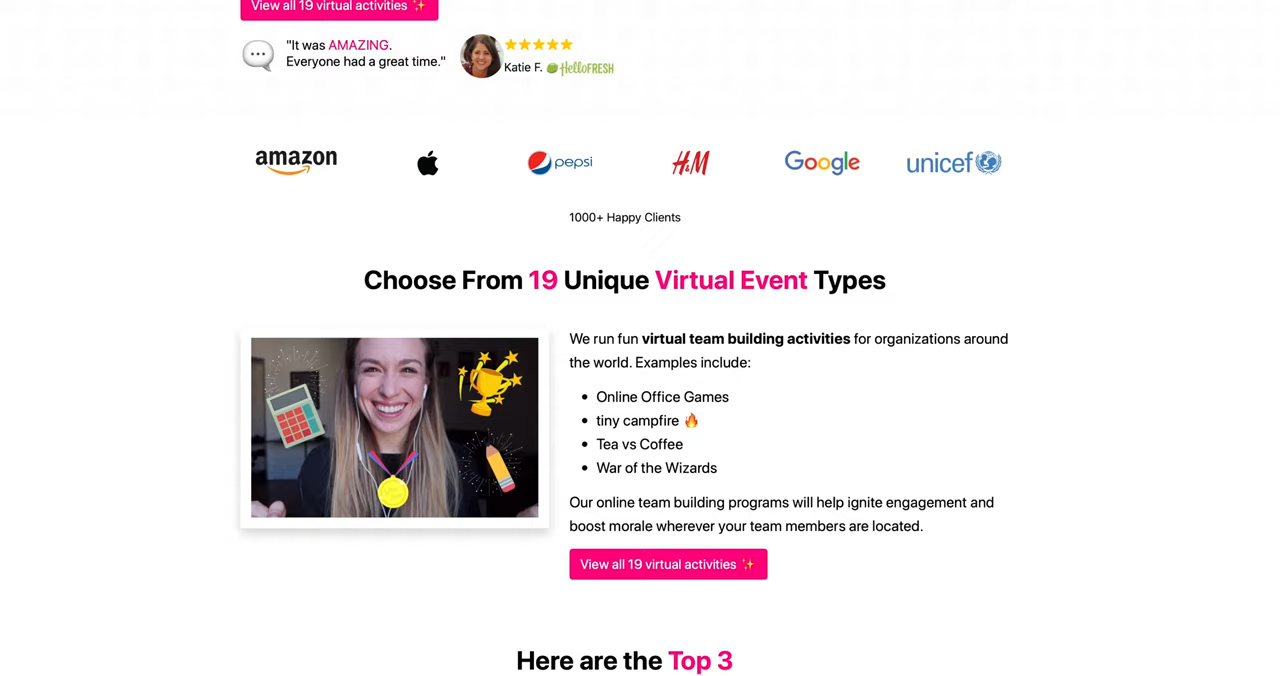 View all 19 virtual activities ✨
"It was AMAZING.
Everyone had a great time."
Katie F. HelloFRESH
amazon
pepsi
H&M
Google
unicef
1000+ Happy Clients
Choose From 19 Unique Virtual Event Types
We run fun virtual team building activities for organizations around
the world. Examples include:
• Online Office Games
• tiny campfire 🔥
• Tea vs Coffee
• War of the Wizards
Our online team building programs will help ignite engagement and
boost morale wherever your team members are located.
View all 19 virtual activities ✨
Here are the Top 3